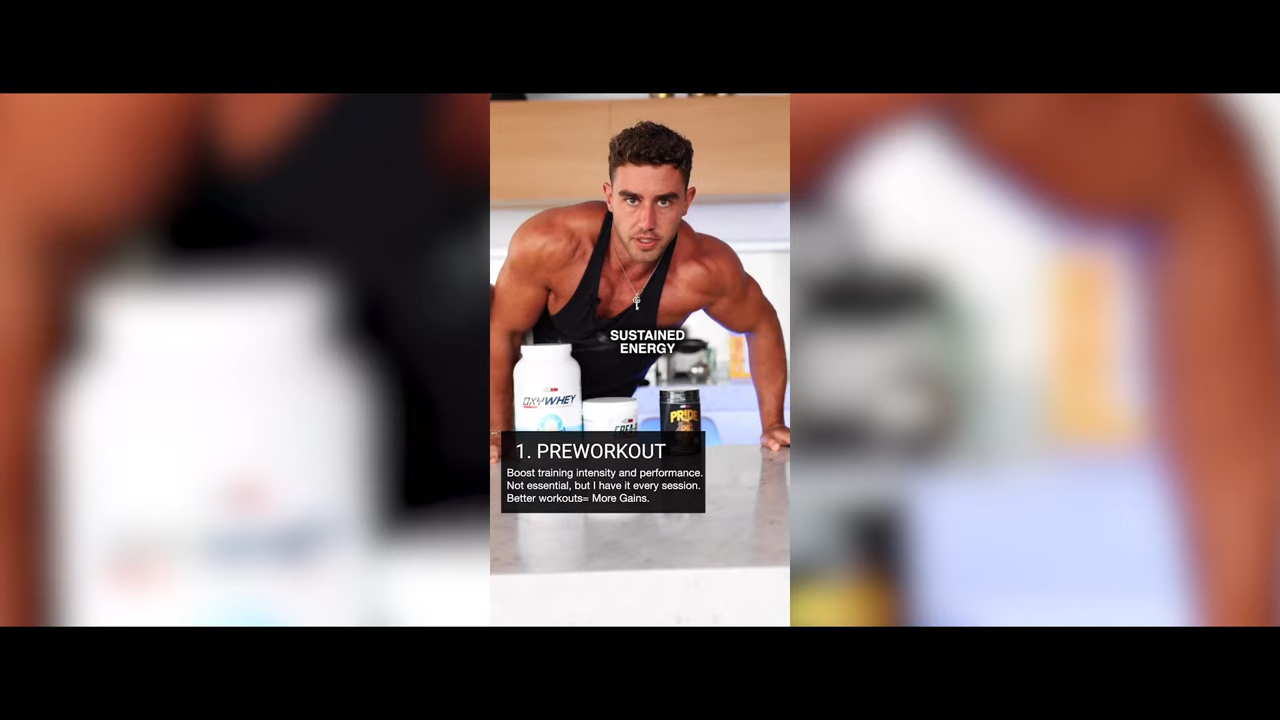 SUSTAINED
ENERGY
OXYWHEY
PRIDE
1. PREWORKOUT
Boost training intensity and performance.
Not essential, but I have it every session.
Better workouts= More Gains.